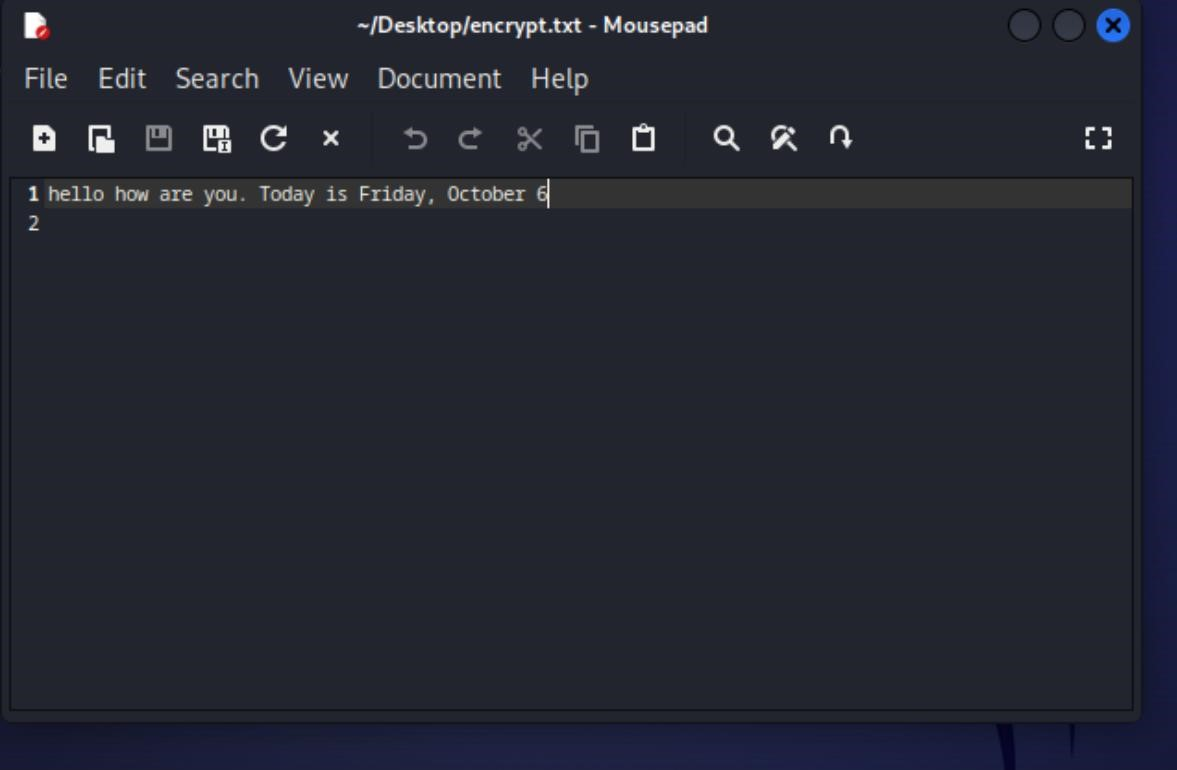 ~/Desktop/encrypt.txt - Mousepad
File Edit Search View Document Help
1 hello how are you. Today is Friday, October 6
2